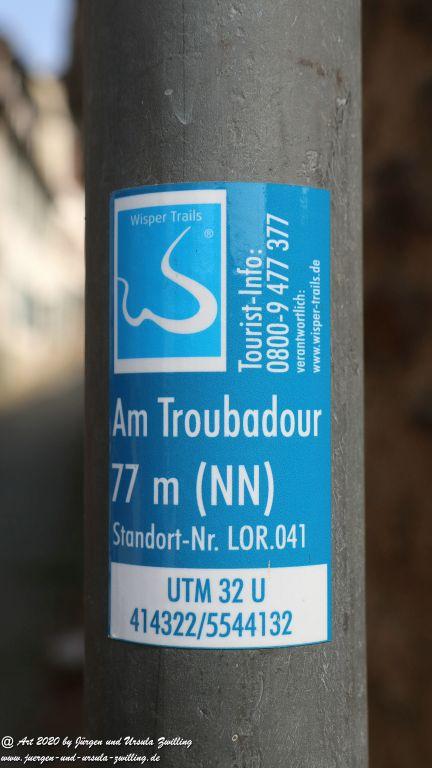 Wisper Trails
®
Tourist-Info:
0800-9 477 377
verantwortlich:
www.wisper-trails.de
Am Troubadour
77 m (NN)
Standort-Nr. LOR.041
UTM 32 U
414322/5544132
@ Art 2020 by Jürgen und Ursula Zwilling
www.juergen-und-ursula-zwilling.de